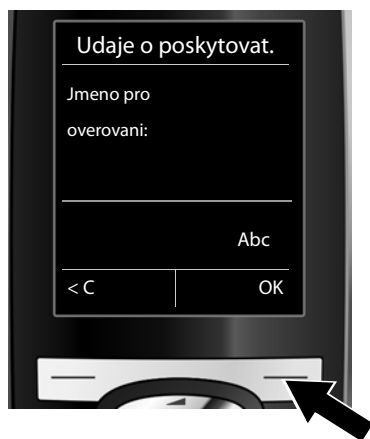 Udaje o poskytovat.
Jmeno pro
overovani:
Abc
< C
OK